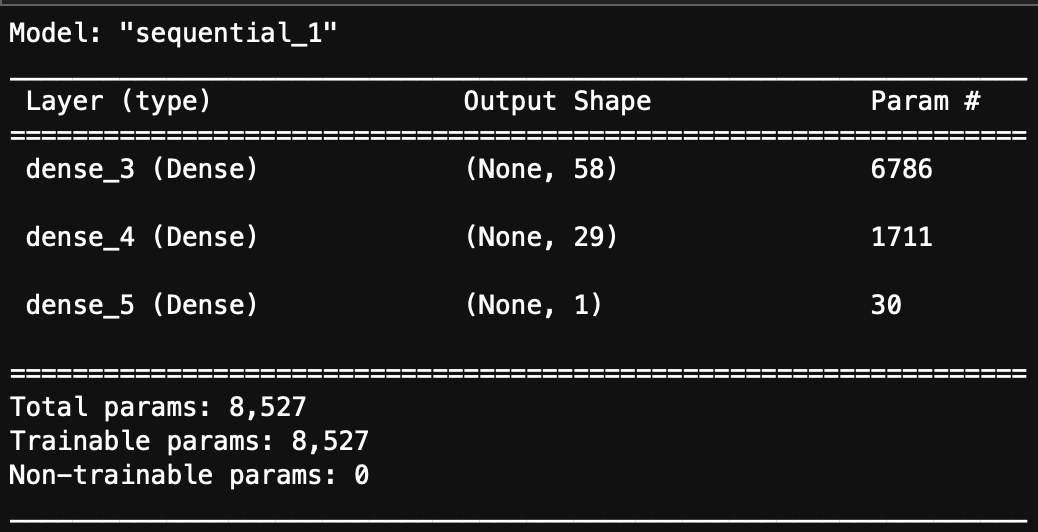 Model: "sequential_1"
Layer (type) Output Shape Param #
=================================================================
dense_3 (Dense) (None, 58) 6786
dense_4 (Dense) (None, 29) 1711
dense_5 (Dense) (None, 1) 30
=================================================================
Total params: 8,527
Trainable params: 8,527
Non-trainable params: 0